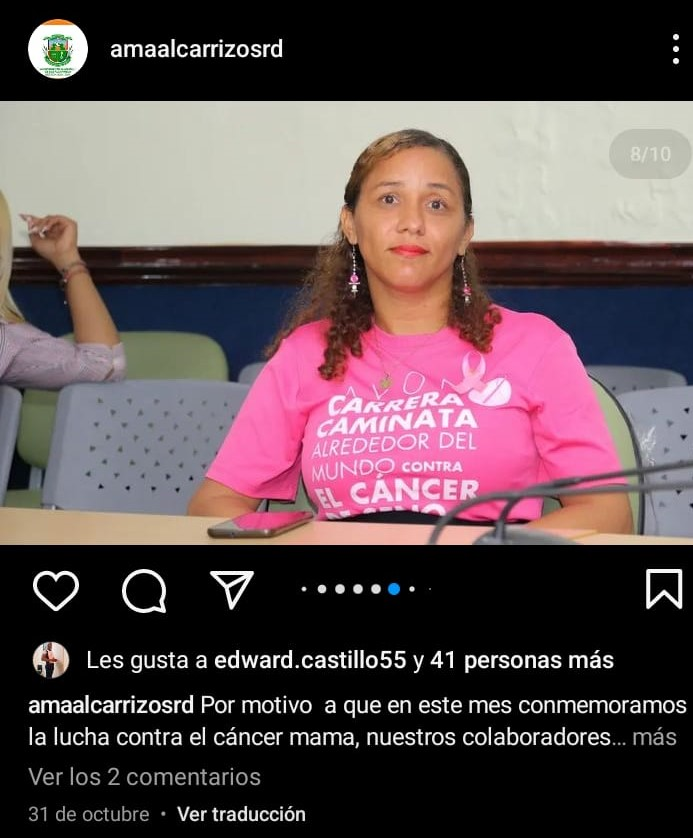 amaalcarrizosrd
8/10
AVON
CARRERA
CAMINATA
ALREDEDOR DEL
MUNDO CONTRA
EL CÁNCER
DE SENO
Les gusta a edward.castillo55 y 41 personas más
amaalcarrizosrd Por motivo a que en este mes conmemoramos
la lucha contra el cáncer mama, nuestros colaboradores... más
Ver los 2 comentarios
31 de octubre • Ver traducción